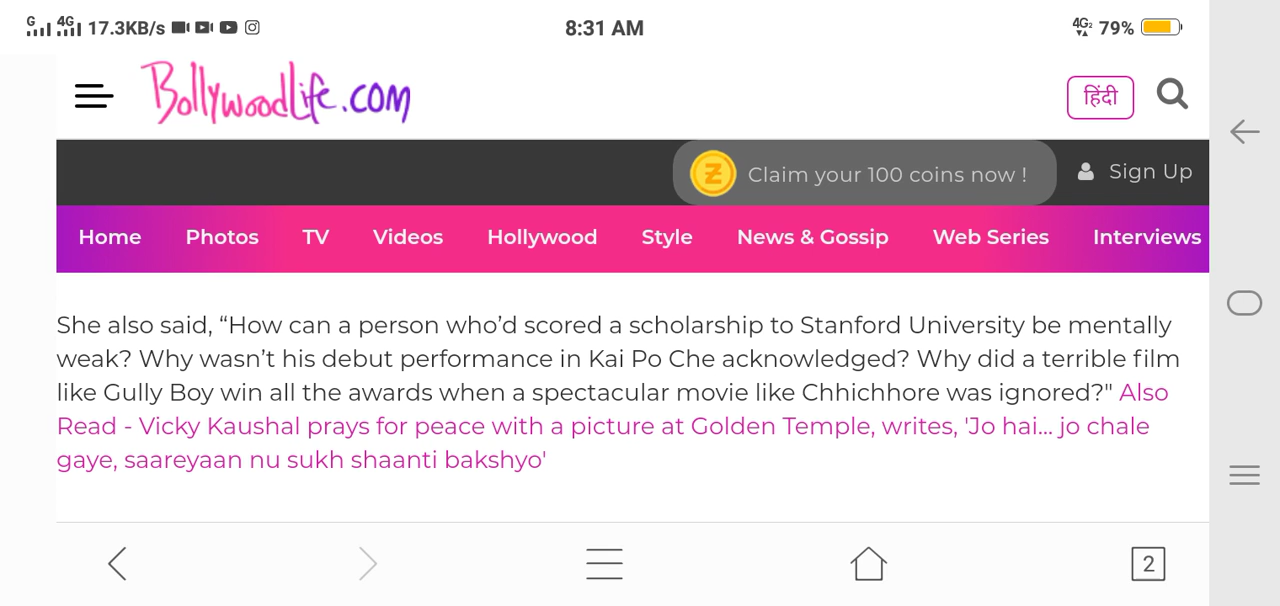 G 4G 17.3KB/s 8:31 AM 4G2 79%
BollywoodLife.com हिंदी
Z Claim your 100 coins now ! Sign Up
Home Photos TV Videos Hollywood Style News & Gossip Web Series Interviews
She also said, “How can a person who’d scored a scholarship to Stanford University be mentally
weak? Why wasn’t his debut performance in Kai Po Che acknowledged? Why did a terrible film
like Gully Boy win all the awards when a spectacular movie like Chhichhore was ignored?" Also
Read - Vicky Kaushal prays for peace with a picture at Golden Temple, writes, 'Jo hai... jo chale
gaye, saareyaan nu sukh shaanti bakshyo'
2